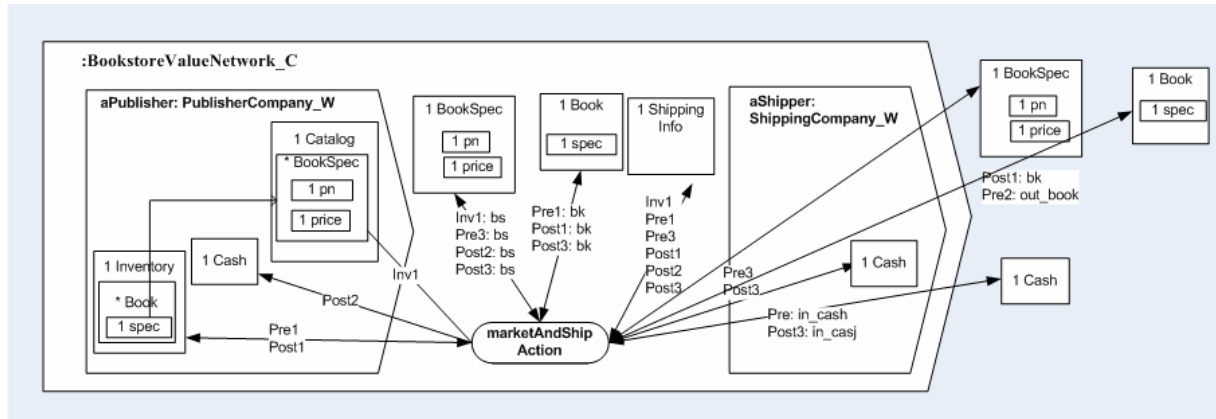 :BookstoreValueNetwork_C
aPublisher: PublisherCompany_W
1 Catalog
* BookSpec
1 pn
1 price
1 Inventory
* Book
1 spec
1 Cash
Inv1
Post2
Pre1
Post1
1 BookSpec
1 pn
1 price
Inv1: bs
Pre3: bs
Post2: bs
Post3: bs
1 Book
1 spec
Pre1: bk
Post1: bk
Post3: bk
1 Shipping
Info
Inv1
Pre1
Pre3
Post1
Post2
Post3
marketAndShip
Action
aShipper:
ShippingCompany_W
1 Cash
Pre3
Post3
Pre: in_cash
Post3: in_casj
1 BookSpec
1 pn
1 price
1 Book
1 spec
Post1: bk
Pre2: out_book
1 Cash